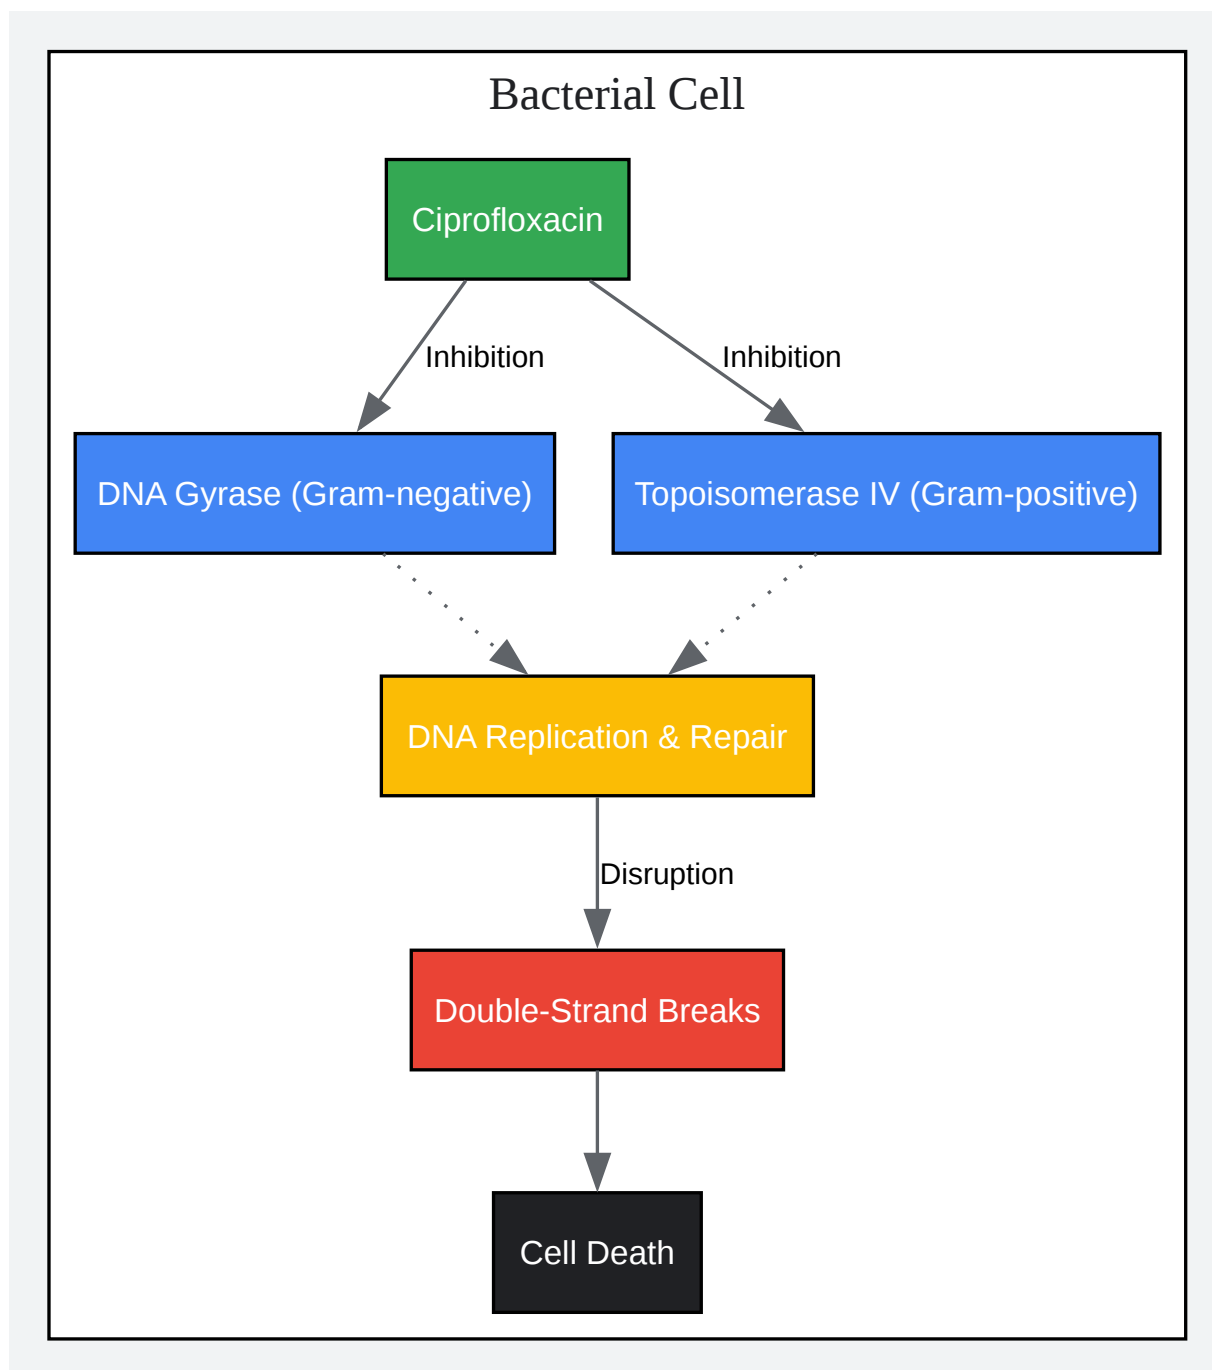 Bacterial Cell
Ciprofloxacin
Inhibition
Inhibition
DNA Gyrase (Gram-negative)
Topoisomerase IV (Gram-positive)
DNA Replication & Repair
Disruption
Double-Strand Breaks
Cell Death